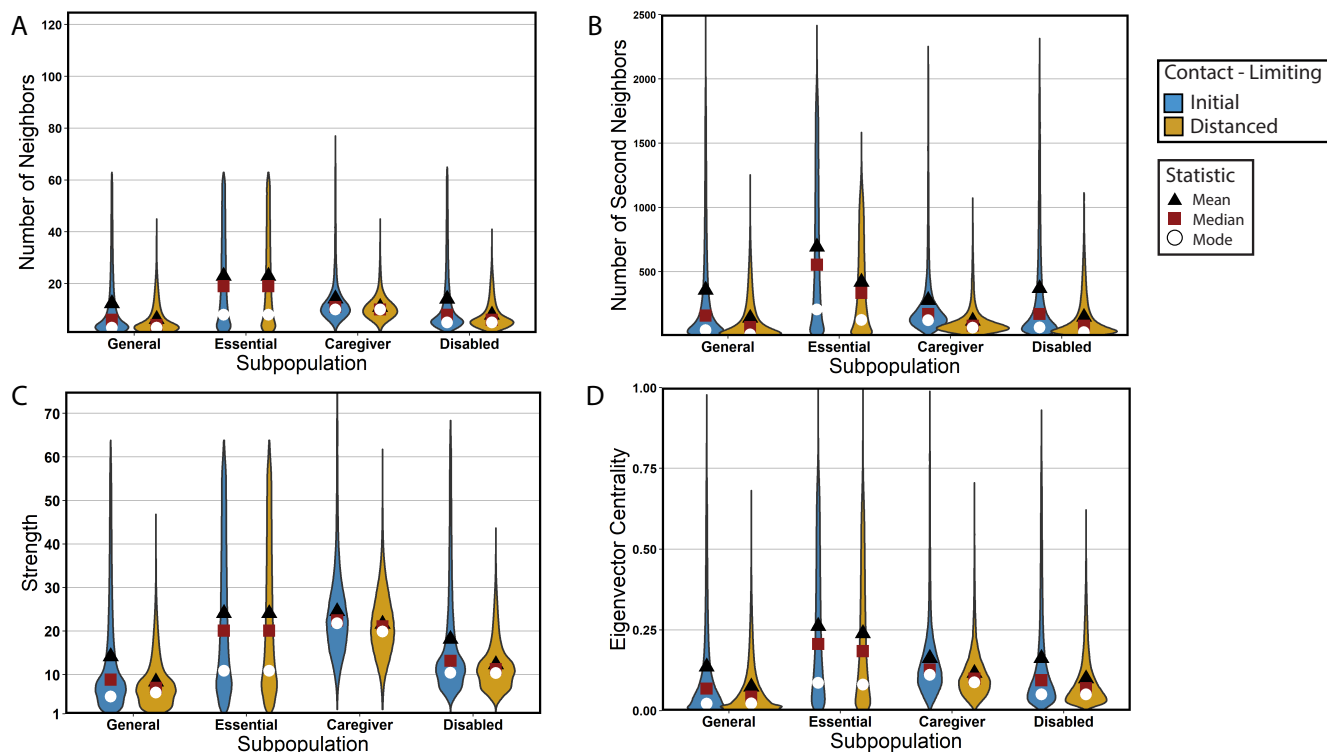 A
Number of Neighbors
120
100
80
60
40
20
General Essential Caregiver Disabled
Subpopulation
B
Number of Second Neighbors
2500
2000
1500
1000
500
General Essential Caregiver Disabled
Subpopulation
Contact - Limiting
Initial
Distanced
Statistic
Mean
Median
Mode
C
Strength
70
60
50
40
30
20
10
1
General Essential Caregiver Disabled
Subpopulation
D
Eigenvector Centrality
1.00
0.75
0.50
0.25
0.00
General Essential Caregiver Disabled
Subpopulation